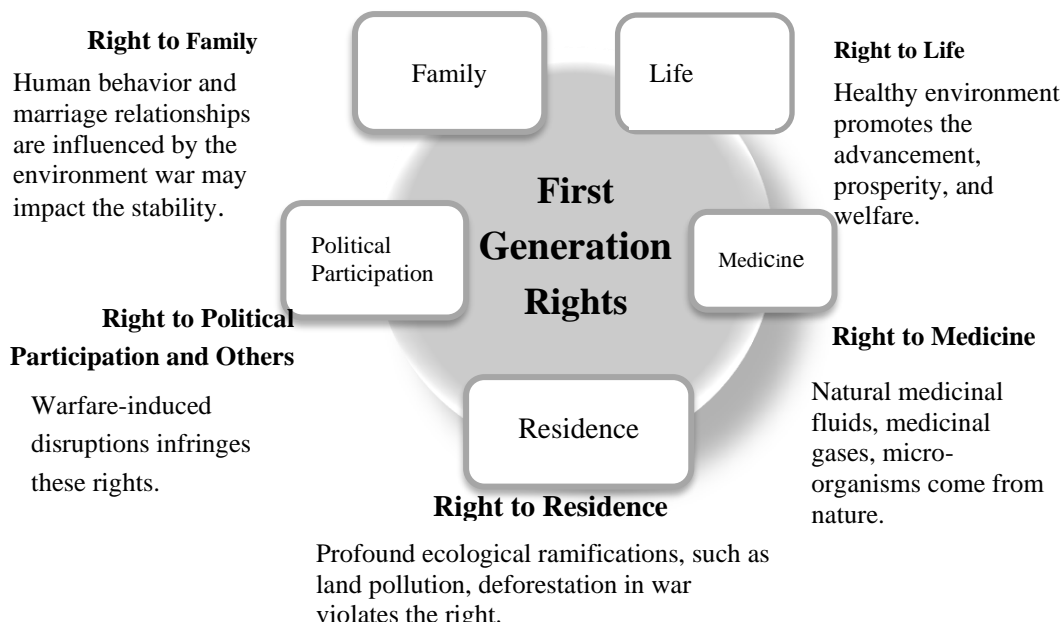 Right to Family
Human behavior and
marriage relationships
are influenced by the
environment war may
impact the stability.
Family
Life
Right to Life
Healthy environment
promotes the
advancement,
prosperity, and
welfare.
First
Generation
Rights
Political
Participation
Medicine
Right to Political
Participation and Others
Warfare-induced
disruptions infringes
these rights.
Right to Medicine
Natural medicinal
fluids, medicinal
gases, micro-
organisms come from
nature.
Residence
Right to Residence
Profound ecological ramifications, such as
land pollution, deforestation in war
violates the right.